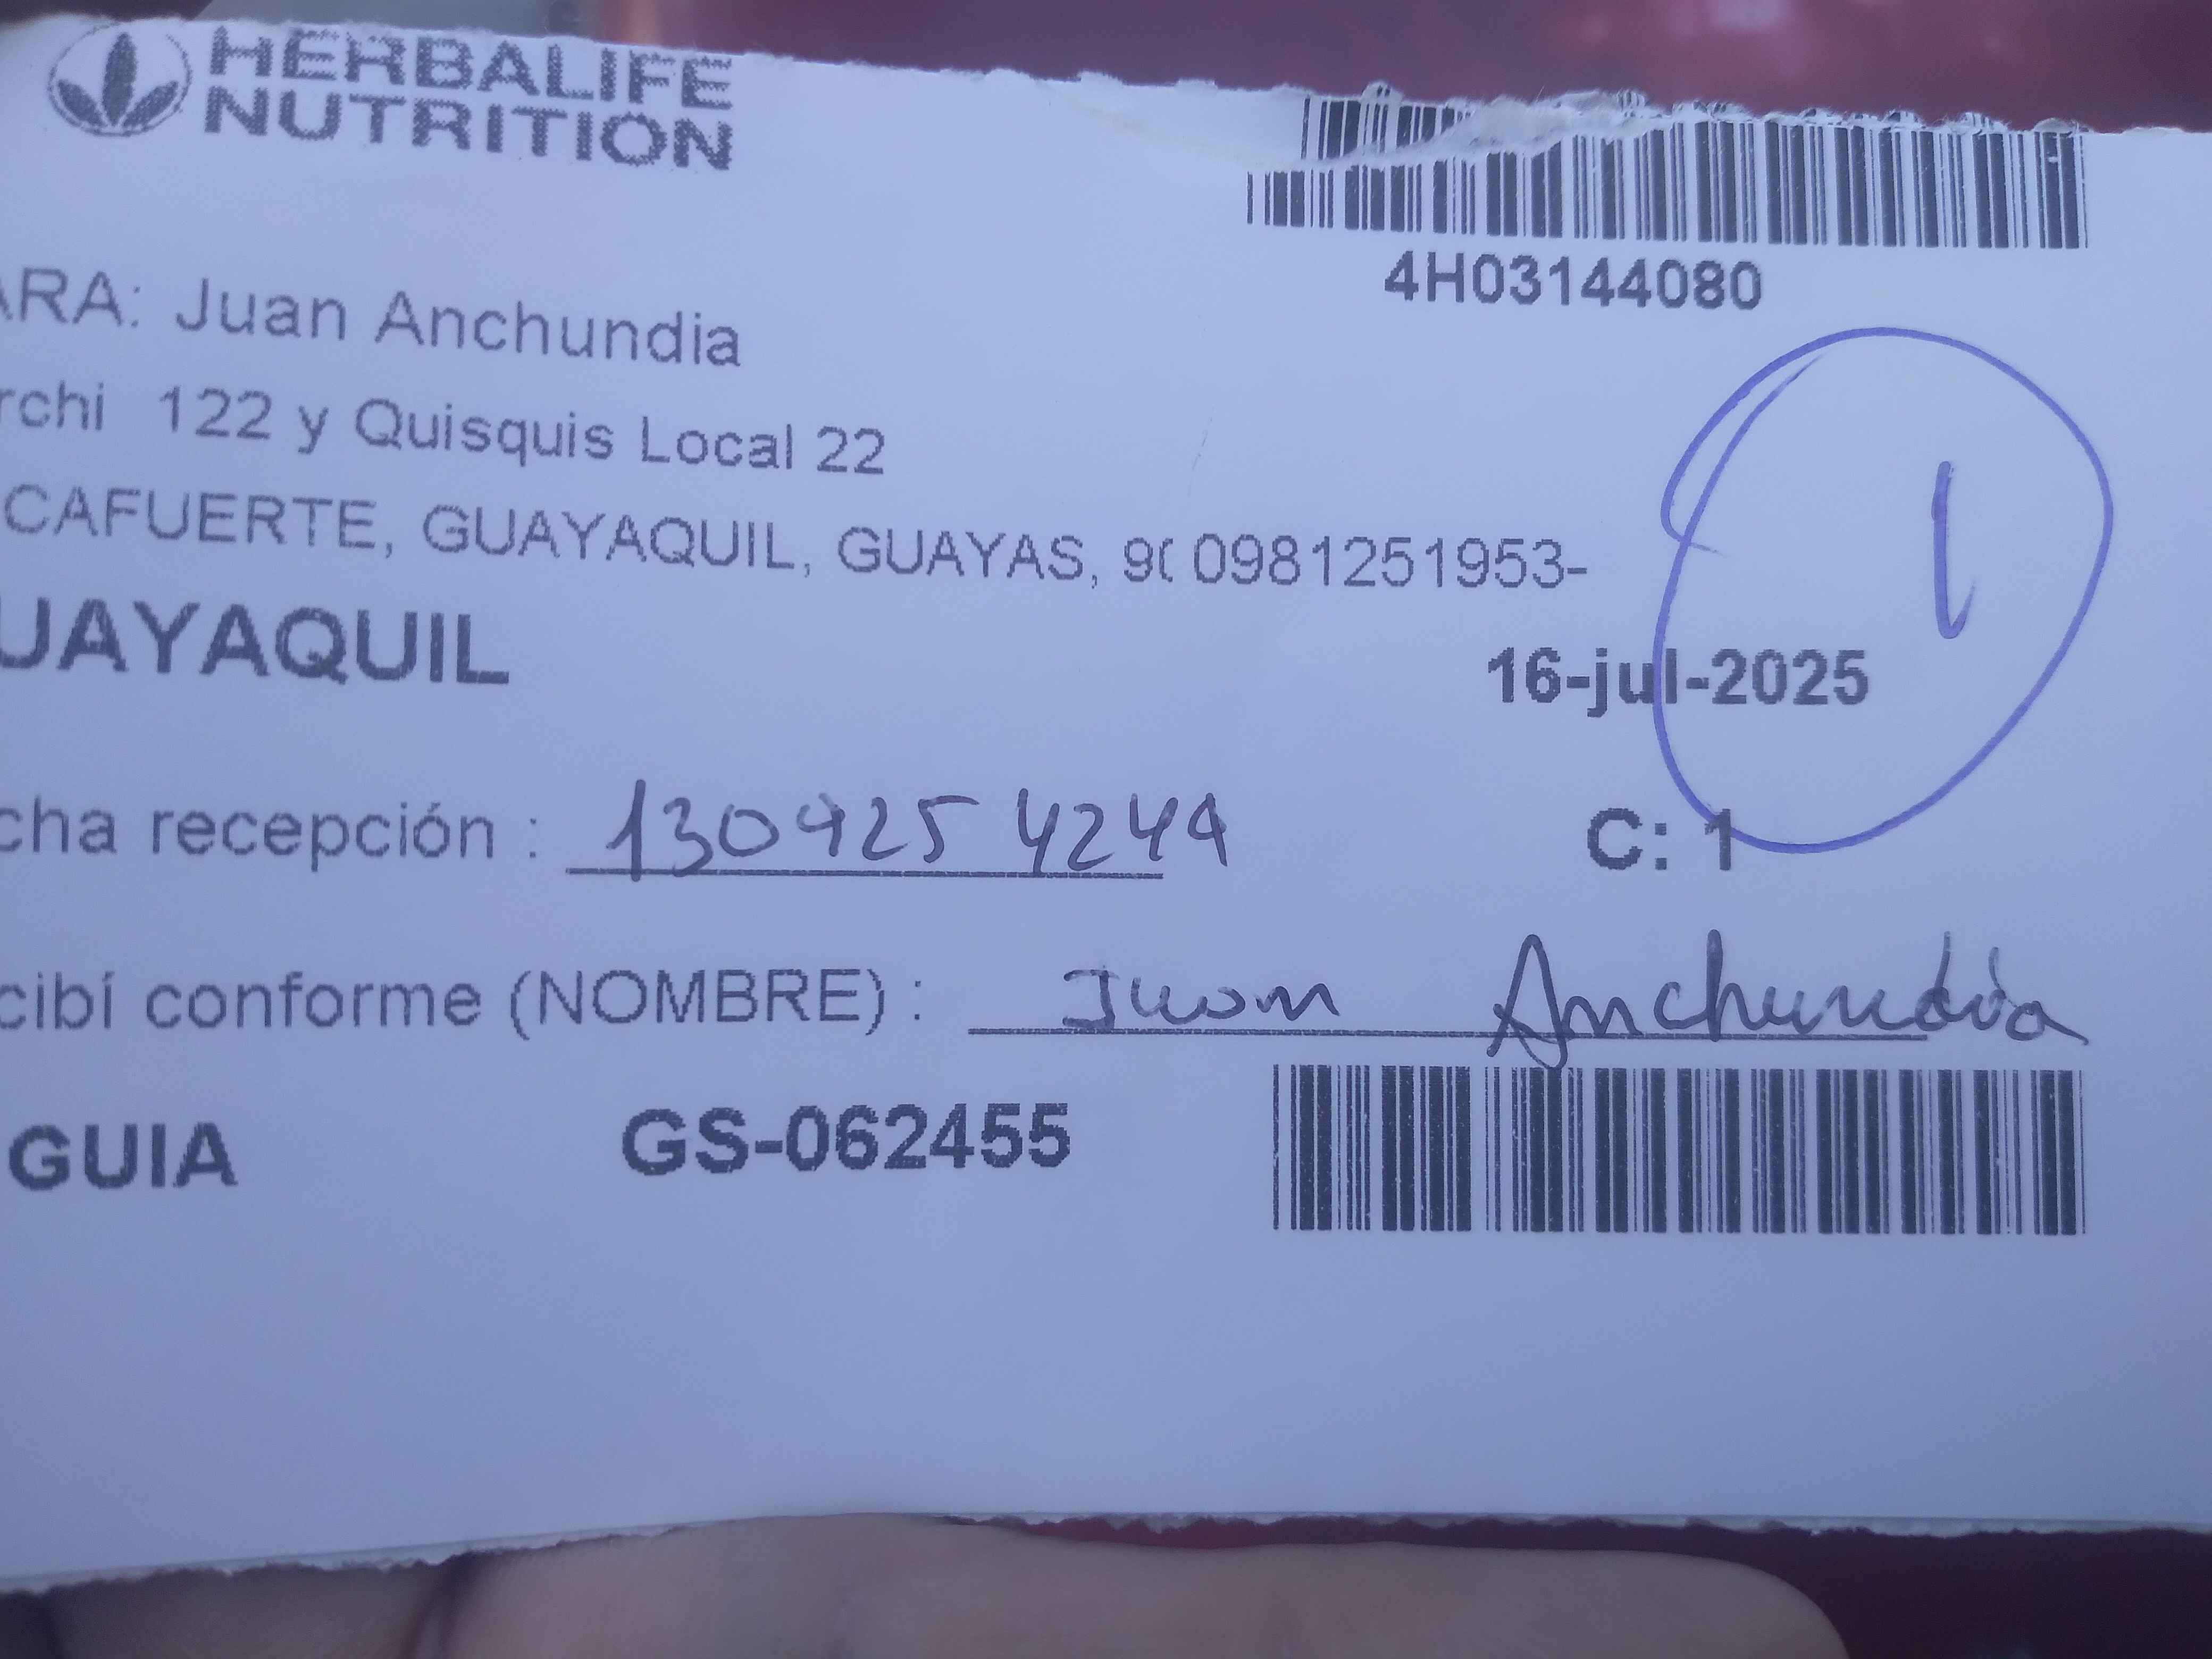 HERBALIFE
NUTRITION
4H03144080
ARA: Juan Anchundia
rchi 122 y Quisquis Local 22
CAFUERTE, GUAYAQUIL, GUAYAS, 9( 0981251953-
UAYAQUIL
1
16-jul-2025
cha recepción : 1309254244
C: 1
cibí conforme (NOMBRE) : Juan Anchundia
GUIA GS-062455